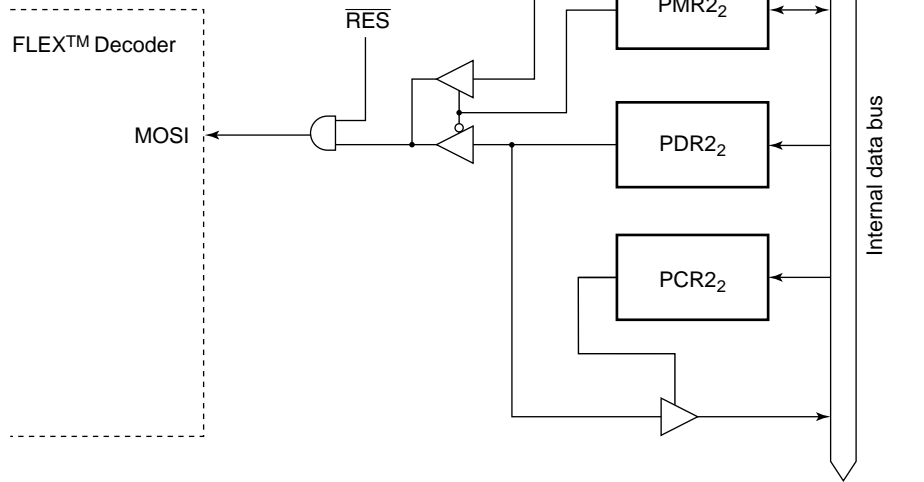 PMR2₂
RES
FLEX™ Decoder
MOSI
PDR2₂
PCR2₂
Internal data bus